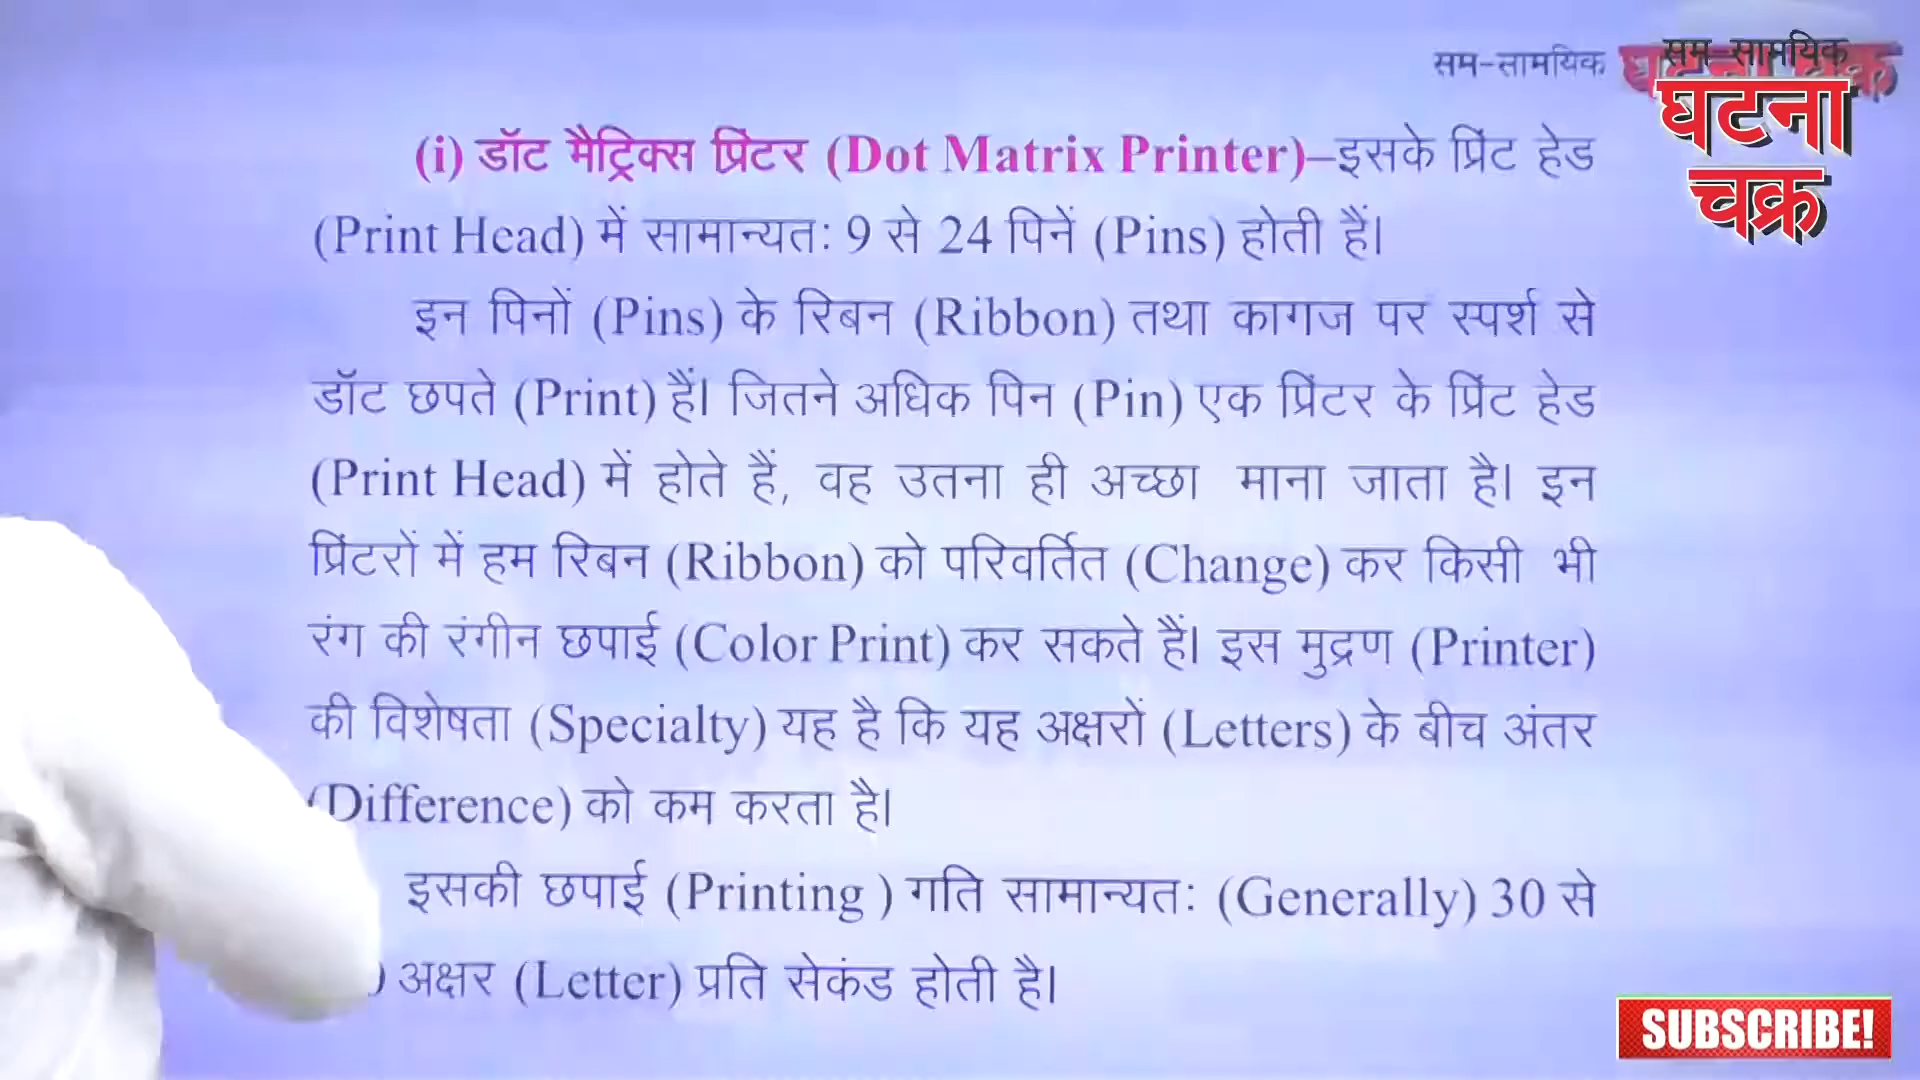 सम-सामयिक
सम-सामयिक
घटना
चक्र
(i) डॉट मैट्रिक्स प्रिंटर (Dot Matrix Printer)–इसके प्रिंट हेड
(Print Head) में सामान्यतः 9 से 24 पिनें (Pins) होती हैं।
इन पिनों (Pins) के रिबन (Ribbon) तथा कागज पर स्पर्श से
डॉट छपते (Print) हैं। जितने अधिक पिन (Pin) एक प्रिंटर के प्रिंट हेड
(Print Head) में होते हैं, वह उतना ही अच्छा माना जाता है। इन
प्रिंटरों में हम रिबन (Ribbon) को परिवर्तित (Change) कर किसी भी
रंग की रंगीन छपाई (Color Print) कर सकते हैं। इस मुद्रण (Printer)
की विशेषता (Specialty) यह है कि यह अक्षरों (Letters) के बीच अंतर
(Difference) को कम करता है।
इसकी छपाई (Printing ) गति सामान्यतः (Generally) 30 से
अक्षर (Letter) प्रति सेकंड होती है।
SUBSCRIBE!